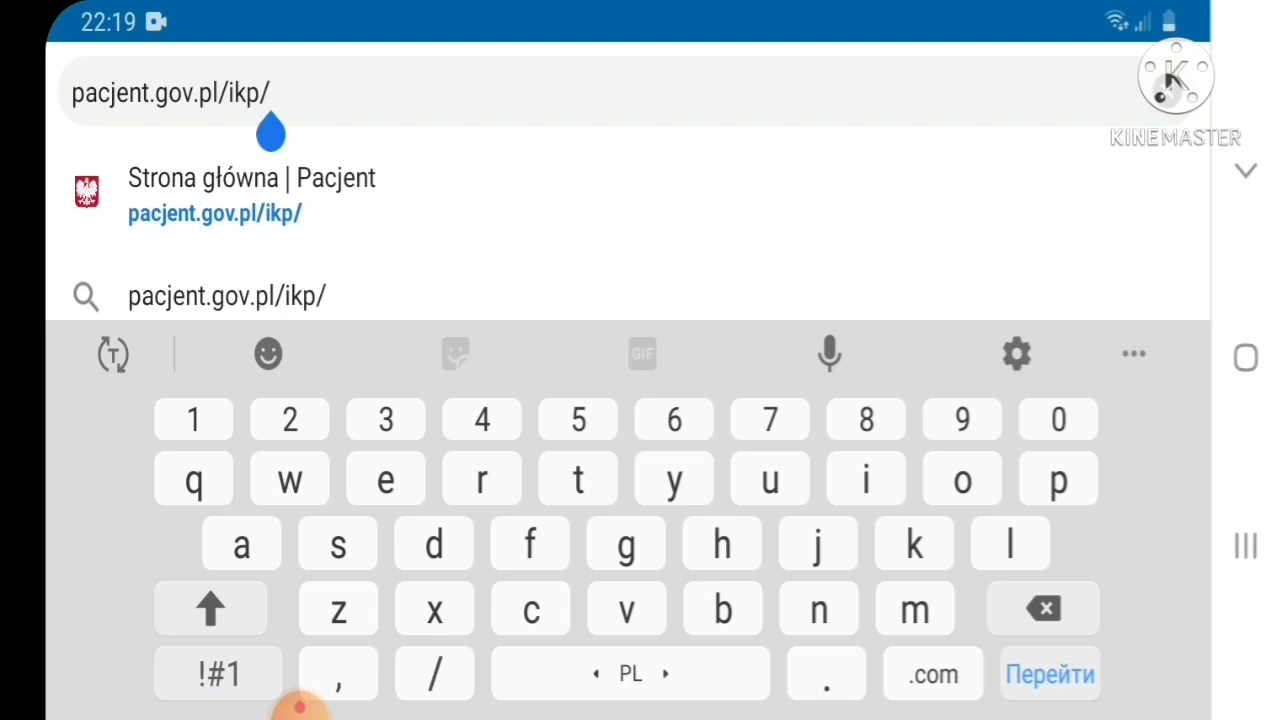 22:19
pacjent.gov.pl/ikp/
K
KINEMASTER
Strona główna | Pacjent
pacjent.gov.pl/ikp/
pacjent.gov.pl/ikp/
T GIF
1 2 3 4 5 6 7 8 9 0
q w e r t y u i o p
a s d f g h j k l
z x c v b n m
!#1 , / PL . .com Перейти